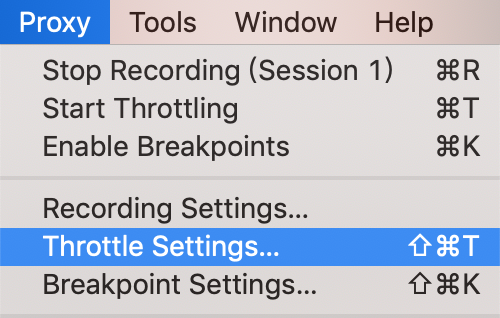 Proxy Tools Window Help
Stop Recording (Session 1) ⌘R
Start Throttling ⌘T
Enable Breakpoints ⌘K
Recording Settings...
Throttle Settings... ⇧⌘T
Breakpoint Settings... ⇧⌘K